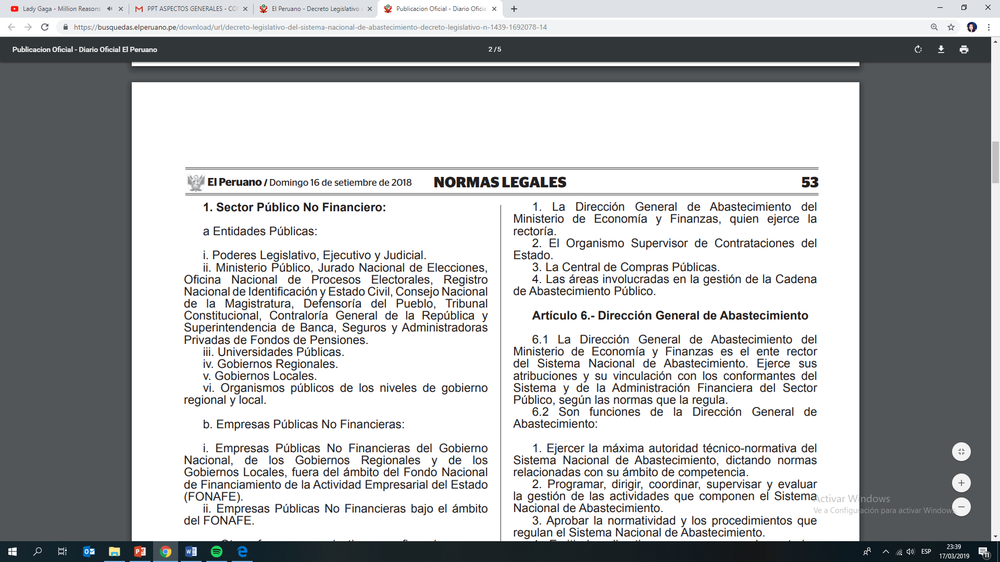 Lady Gaga - Million Reasons
PPT ASPECTOS GENERALES - CO
El Peruano - Decreto Legislativo
Publicacion Oficial - Diario Oficia
https://busquedas.elperuano.pe/download/url/decreto-legislativo-del-sistema-nacional-de-abastecimiento-decreto-legislativo-n-1439-1692078-14
Publicacion Oficial - Diario Oficial El Peruano
2 / 5
El Peruano / Domingo 16 de setiembre de 2018
NORMAS LEGALES
53
1. Sector Público No Financiero:
a Entidades Públicas:
i. Poderes Legislativo, Ejecutivo y Judicial.
ii. Ministerio Público, Jurado Nacional de Elecciones,
Oficina Nacional de Procesos Electorales, Registro
Nacional de Identificación y Estado Civil, Consejo Nacional
de la Magistratura, Defensoría del Pueblo, Tribunal
Constitucional, Contraloría General de la República y
Superintendencia de Banca, Seguros y Administradoras
Privadas de Fondos de Pensiones.
iii. Universidades Públicas.
iv. Gobiernos Regionales.
v. Gobiernos Locales.
vi. Organismos públicos de los niveles de gobierno
regional y local.
b. Empresas Públicas No Financieras:
i. Empresas Públicas No Financieras del Gobierno
Nacional, de los Gobiernos Regionales y de los
Gobiernos Locales, fuera del ámbito del Fondo Nacional
de Financiamiento de la Actividad Empresarial del Estado
(FONAFE).
ii. Empresas Públicas No Financieras bajo el ámbito
del FONAFE.
1. La Dirección General de Abastecimiento del
Ministerio de Economía y Finanzas, quien ejerce la
rectoría.
2. El Organismo Supervisor de Contrataciones del
Estado.
3. La Central de Compras Públicas.
4. Las áreas involucradas en la gestión de la Cadena
de Abastecimiento Público.
Artículo 6.- Dirección General de Abastecimiento
6.1 La Dirección General de Abastecimiento del
Ministerio de Economía y Finanzas es el ente rector
del Sistema Nacional de Abastecimiento. Ejerce sus
atribuciones y su vinculación con los conformantes del
Sistema y de la Administración Financiera del Sector
Público, según las normas que la regula.
6.2 Son funciones de la Dirección General de
Abastecimiento:
1. Ejercer la máxima autoridad técnico-normativa del
Sistema Nacional de Abastecimiento, dictando normas
relacionadas con su ámbito de competencia.
2. Programar, dirigir, coordinar, supervisar y evaluar
la gestión de las actividades que componen el Sistema
Nacional de Abastecimiento.
3. Aprobar la normatividad y los procedimientos que
regulan el Sistema Nacional de Abastecimiento.
Activar Windows
Ve a Configuración para activar Windows.
ESP
23:39
17/03/2019
11